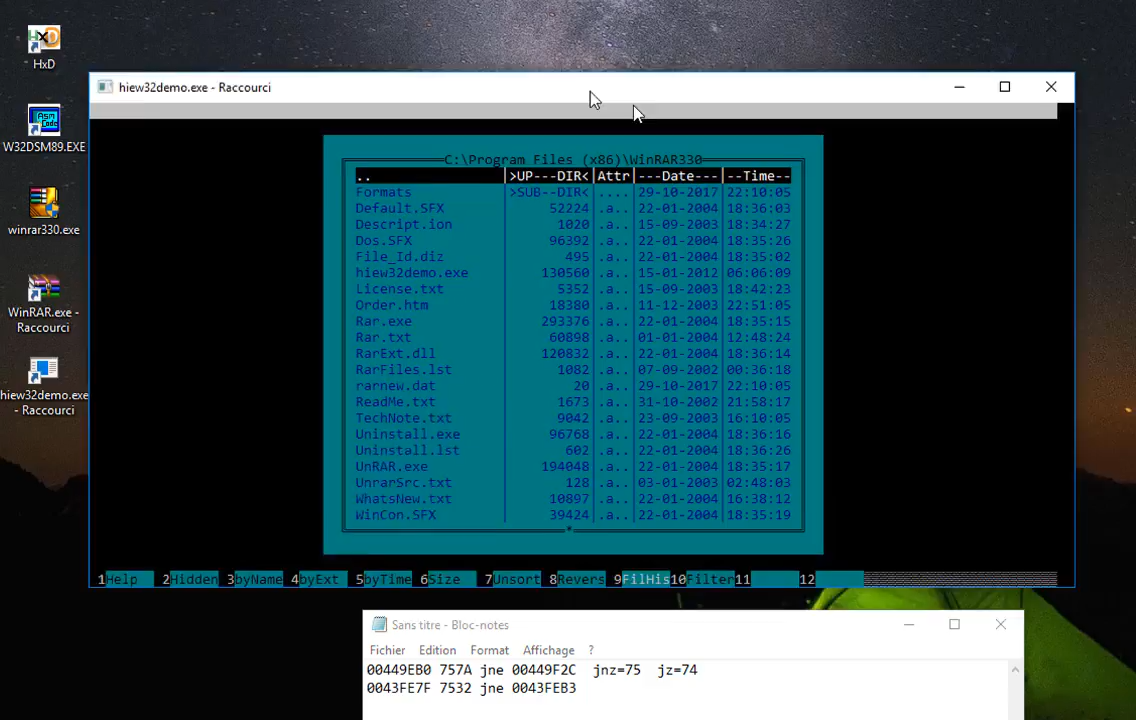 HxD
W32DSM89.EXE
winrar330.exe
WinRAR.exe -
Raccourci
hiew32demo.exe
- Raccourci
hiew32demo.exe - Raccourci
C:\Program Files (x86)\WinRAR330
.. |>UP---DIR<|Attr|---Date---|--Time--
Formats |>SUB--DIR<|....|29-10-2017|22:10:05
Default.SFX | 52224|.a..|22-01-2004|18:36:03
Descript.ion | 1020|.a..|15-09-2003|18:34:27
Dos.SFX | 96392|.a..|22-01-2004|18:35:26
File_Id.diz | 495|.a..|22-01-2004|18:35:02
hiew32demo.exe | 130560|.a..|15-01-2012|06:06:09
License.txt | 5352|.a..|15-09-2003|18:42:23
Order.htm | 18380|.a..|11-12-2003|22:51:05
Rar.exe | 293376|.a..|22-01-2004|18:35:15
Rar.txt | 60898|.a..|01-01-2004|12:48:24
RarExt.dll | 120832|.a..|22-01-2004|18:36:14
RarFiles.lst | 1082|.a..|07-09-2002|00:36:18
rarnew.dat | 20|.a..|29-10-2017|22:10:05
ReadMe.txt | 1673|.a..|31-10-2002|21:58:17
TechNote.txt | 9042|.a..|23-09-2003|16:10:05
Uninstall.exe | 96768|.a..|22-01-2004|18:36:16
Uninstall.lst | 602|.a..|22-01-2004|18:36:26
UnRAR.exe | 194048|.a..|22-01-2004|18:35:17
UnrarSrc.txt | 128|.a..|03-01-2003|02:48:03
WhatsNew.txt | 10897|.a..|22-01-2004|16:38:12
WinCon.SFX | 39424|.a..|22-01-2004|18:35:19
1Help 2Hidden 3byName 4byExt 5byTime 6Size 7Unsort 8Revers 9FilHis10Filter11 12
Sans titre - Bloc-notes
Fichier Edition Format Affichage ?
00449EB0 757A jne 00449F2C jnz=75 jz=74
0043FE7F 7532 jne 0043FEB3